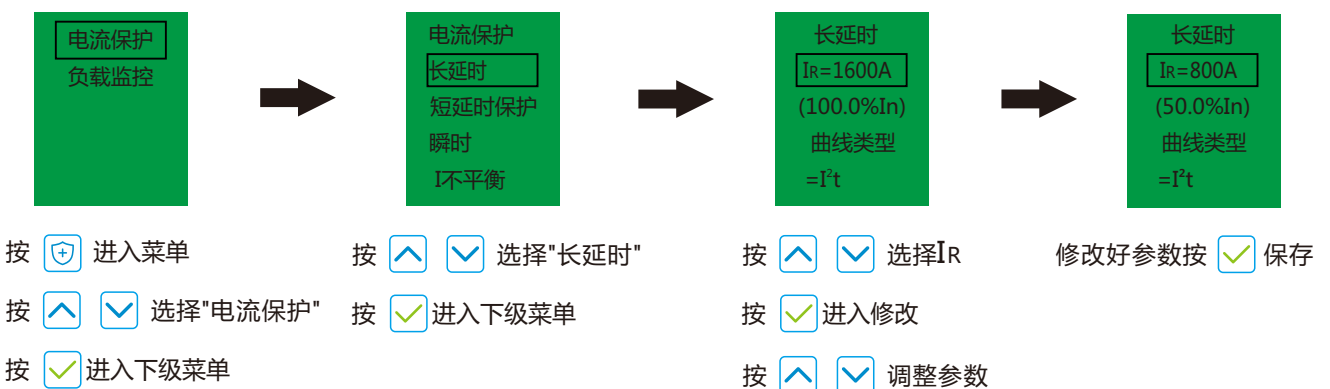 电流保护
负载监控
按 进入菜单
按 选择"电流保护"
按 进入下级菜单
电流保护
长延时
短延时保护
瞬时
I不平衡
按 选择"长延时"
按 进入下级菜单
长延时
IR=1600A
(100.0%In)
曲线类型
=I²t
按 选择IR
按 进入修改
按 调整参数
长延时
IR=800A
(50.0%In)
曲线类型
=I²t
修改好参数按 保存